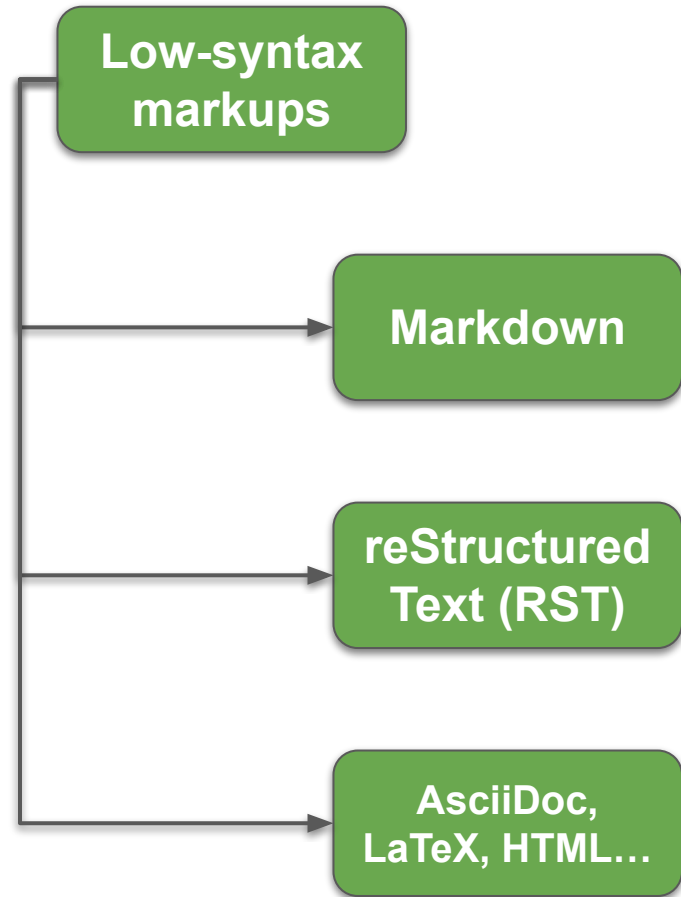 Low-syntax
markups
Markdown
reStructured
Text (RST)
AsciiDoc,
LaTeX, HTML…